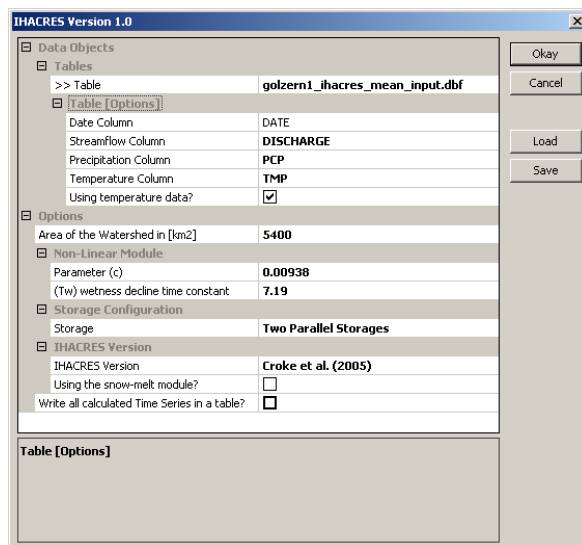 IHACRES Version 1.0
Data Objects
Tables
>> Table golzern1_ihacres_mean_input.dbf
Table [Options]
Date Column DATE
Streamflow Column DISCHARGE
Precipitation Column PCP
Temperature Column TMP
Using temperature data?
Options
Area of the Watershed in [km2] 5400
Non-Linear Module
Parameter (c) 0.00938
(Tw) wetness decline time constant 7.19
Storage Configuration
Storage Two Parallel Storages
IHACRES Version
IHACRES Version Croke et al. (2005)
Using the snow-melt module?
Write all calculated Time Series in a table?
Table [Options]
Okay
Cancel
Load
Save